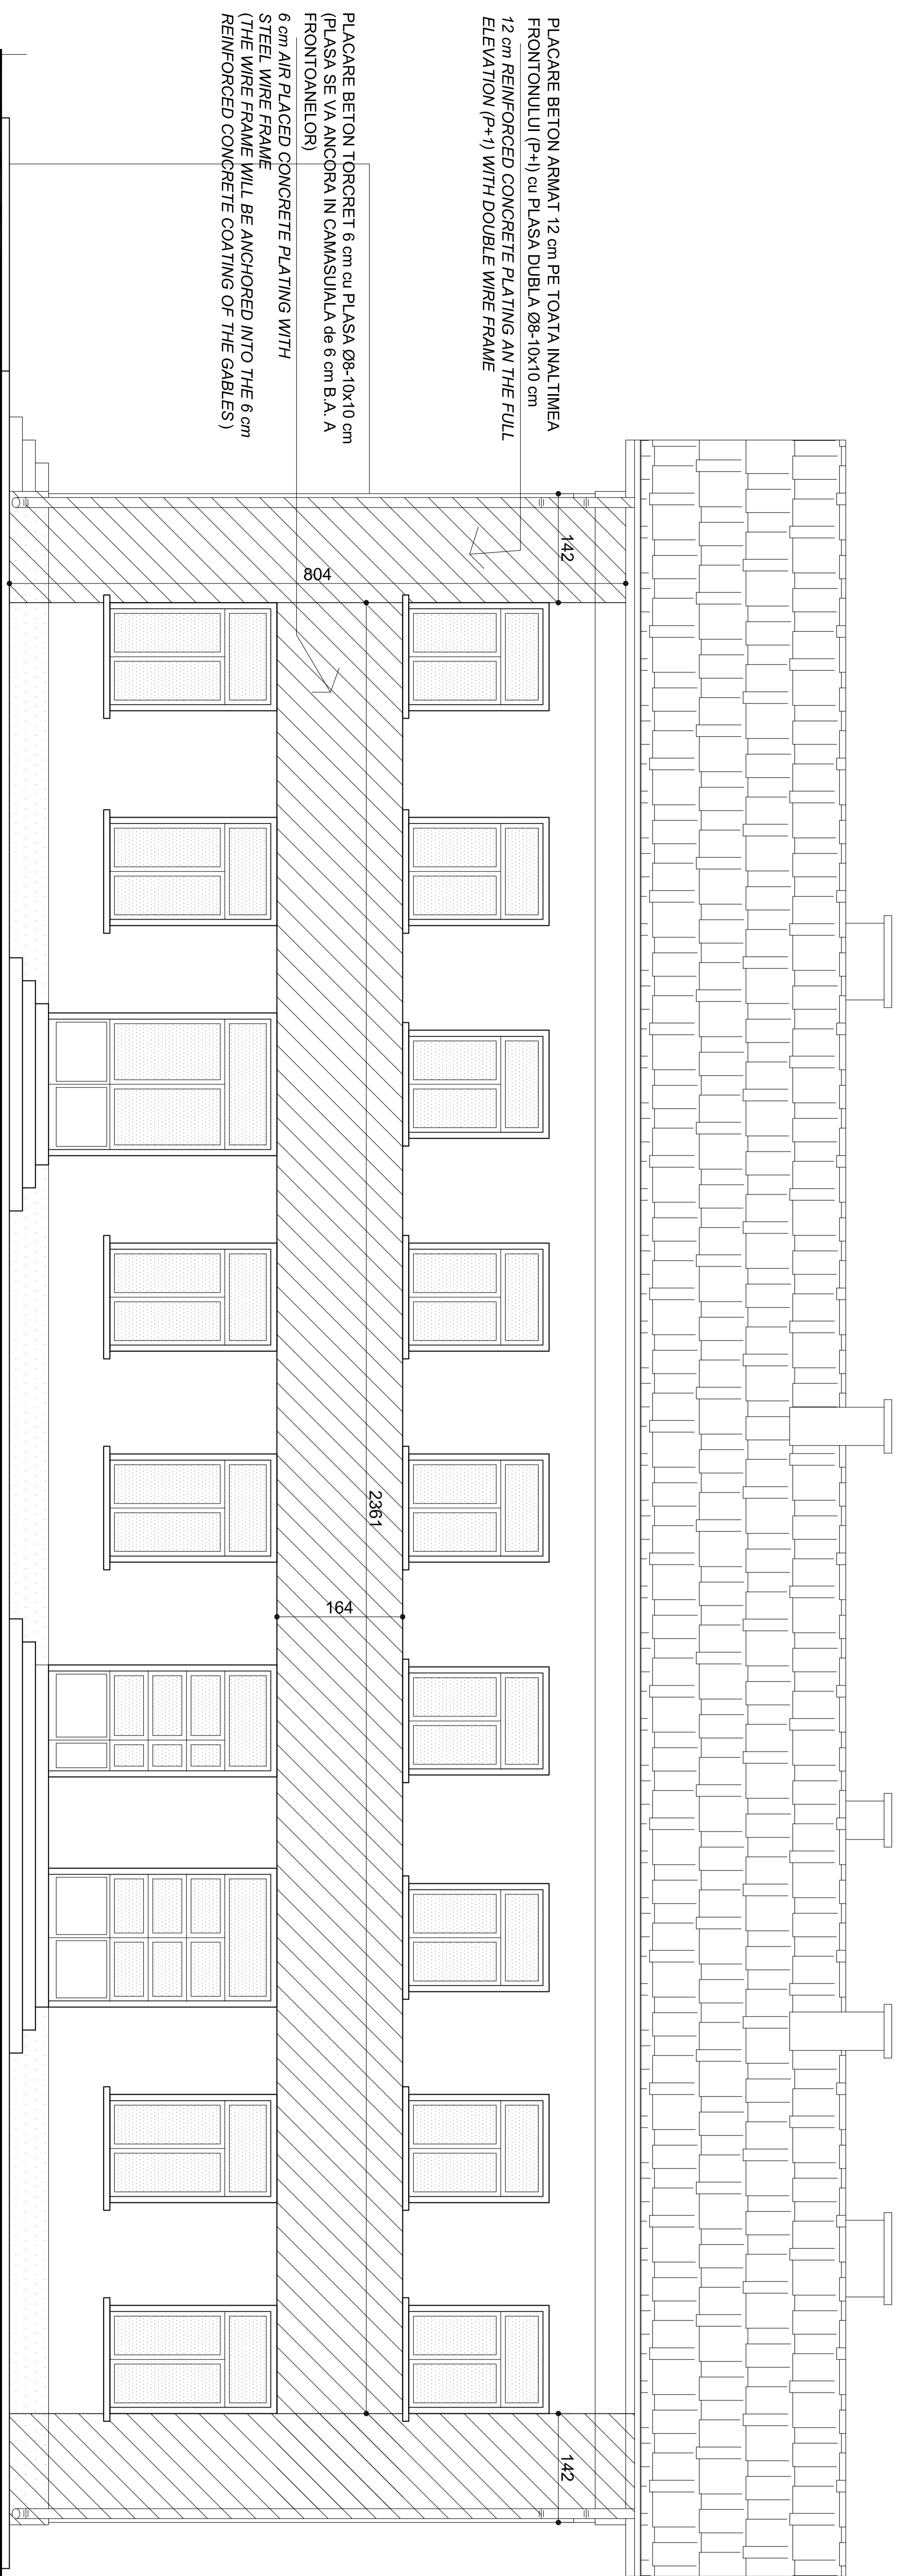 PLACARE BETON ARMAT 12 cm PE TOATA INALTIMEA
FRONTONULUI (P+I) cu PLASA DUBLA Ø8-10x10 cm
12 cm REINFORCED CONCRETE PLATING AN THE FULL
ELEVATION (P+1) WITH DOUBLE WIRE FRAME
PLACARE BETON TORCRET 6 cm cu PLASA Ø8-10x10 cm
(PLASA SE VA ANCORA IN CAMASUIALA de 6 cm B.A. A
FRONTOANELOR)
6 cm AIR PLACED CONCRETE PLATING WITH
STEEL WIRE FRAME
(THE WIRE FRAME WILL BE ANCHORED INTO THE 6 cm
REINFORCED CONCRETE COATING OF THE GABLES)
142
804
2361
164
142